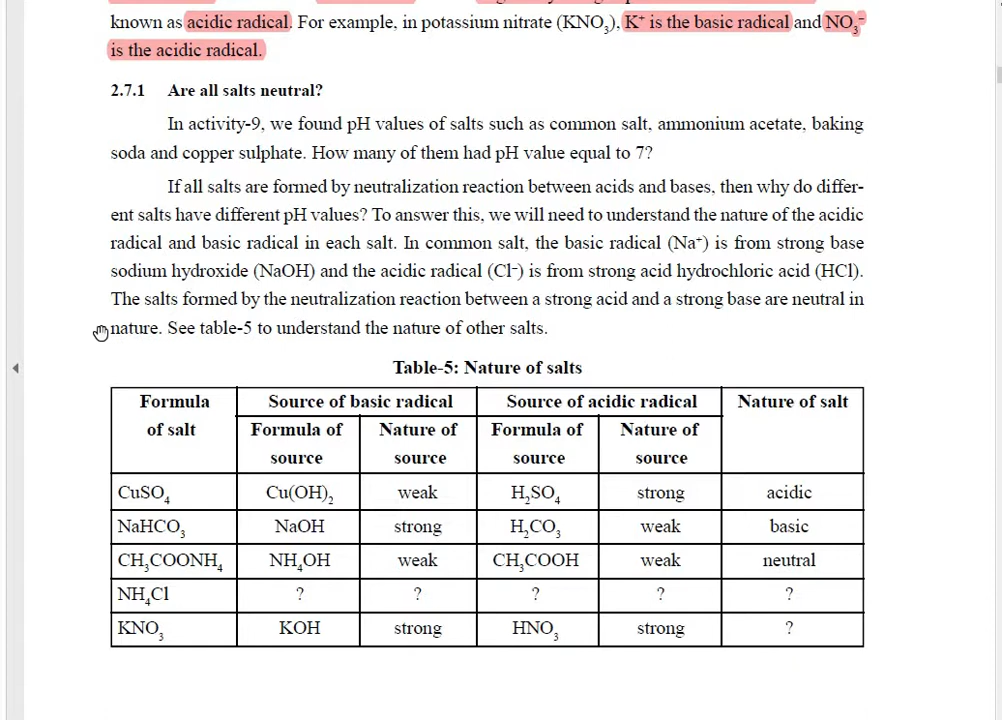 known as acidic radical. For example, in potassium nitrate (KNO₃), K⁺ is the basic radical and NO₃⁻
is the acidic radical.
2.7.1 Are all salts neutral?
In activity-9, we found pH values of salts such as common salt, ammonium acetate, baking
soda and copper sulphate. How many of them had pH value equal to 7?
If all salts are formed by neutralization reaction between acids and bases, then why do differ-
ent salts have different pH values? To answer this, we will need to understand the nature of the acidic
radical and basic radical in each salt. In common salt, the basic radical (Na⁺) is from strong base
sodium hydroxide (NaOH) and the acidic radical (Cl⁻) is from strong acid hydrochloric acid (HCl).
The salts formed by the neutralization reaction between a strong acid and a strong base are neutral in
nature. See table-5 to understand the nature of other salts.
Table-5: Nature of salts
Formula Source of basic radical Source of acidic radical Nature of salt
of salt Formula of Nature of Formula of Nature of
source source source source
CuSO₄ Cu(OH)₂ weak H₂SO₄ strong acidic
NaHCO₃ NaOH strong H₂CO₃ weak basic
CH₃COONH₄ NH₄OH weak CH₃COOH weak neutral
NH₄Cl ? ? ? ? ?
KNO₃ KOH strong HNO₃ strong ?